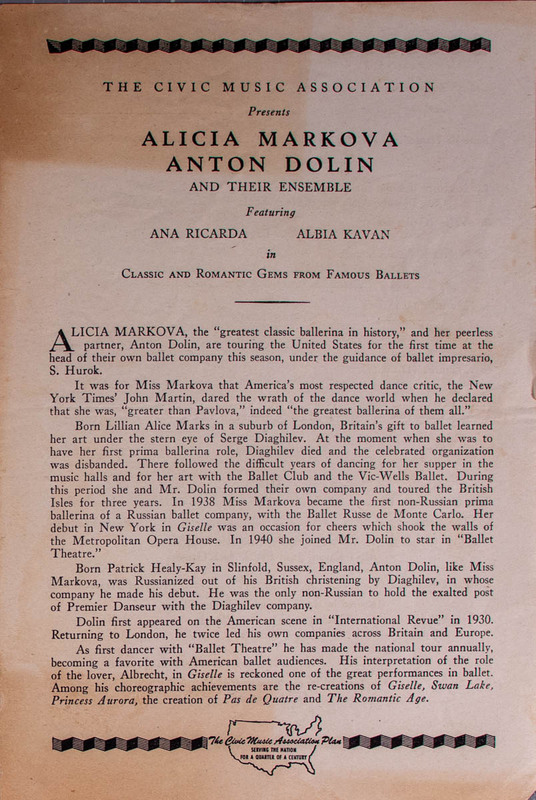 THE CIVIC MUSIC ASSOCIATION
Presents
ALICIA MARKOVA
ANTON DOLIN
AND THEIR ENSEMBLE
Featuring
ANA RICARDA ALBIA KAVAN
in
CLASSIC AND ROMANTIC GEMS FROM FAMOUS BALLETS
ALICIA MARKOVA, the "greatest classic ballerina in history," and her peerless
partner, Anton Dolin, are touring the United States for the first time at the
head of their own ballet company this season, under the guidance of ballet impresario,
S. Hurok.
It was for Miss Markova that America's most respected dance critic, the New
York Times' John Martin, dared the wrath of the dance world when he declared
that she was, "greater than Pavlova," indeed "the greatest ballerina of them all."
Born Lillian Alice Marks in a suburb of London, Britain's gift to ballet learned
her art under the stern eye of Serge Diaghilev. At the moment when she was to
have her first prima ballerina role, Diaghilev died and the celebrated organization
was disbanded. There followed the difficult years of dancing for her supper in the
music halls and for her art with the Ballet Club and the Vic-Wells Ballet. During
this period she and Mr. Dolin formed their own company and toured the British
Isles for three years. In 1938 Miss Markova became the first non-Russian prima
ballerina of a Russian ballet company, with the Ballet Russe de Monte Carlo. Her
debut in New York in Giselle was an occasion for cheers which shook the walls of
the Metropolitan Opera House. In 1940 she joined Mr. Dolin to star in "Ballet
Theatre."
Born Patrick Healy-Kay in Slinfold, Sussex, England, Anton Dolin, like Miss
Markova, was Russianized out of his British christening by Diaghilev, in whose
company he made his debut. He was the only non-Russian to hold the exalted post
of Premier Danseur with the Diaghilev company.
Dolin first appeared on the American scene in "International Revue" in 1930.
Returning to London, he twice led his own companies across Britain and Europe.
As first dancer with "Ballet Theatre" he has made the national tour annually,
becoming a favorite with American ballet audiences. His interpretation of the role
of the lover, Albrecht, in Giselle is reckoned one of the great performances in ballet.
Among his choreographic achievements are the re-creations of Giselle, Swan Lake,
Princess Aurora, the creation of Pas de Quatre and The Romantic Age.
The Civic Music Association Plan
SERVING THE NATION
FOR A QUARTER OF A CENTURY